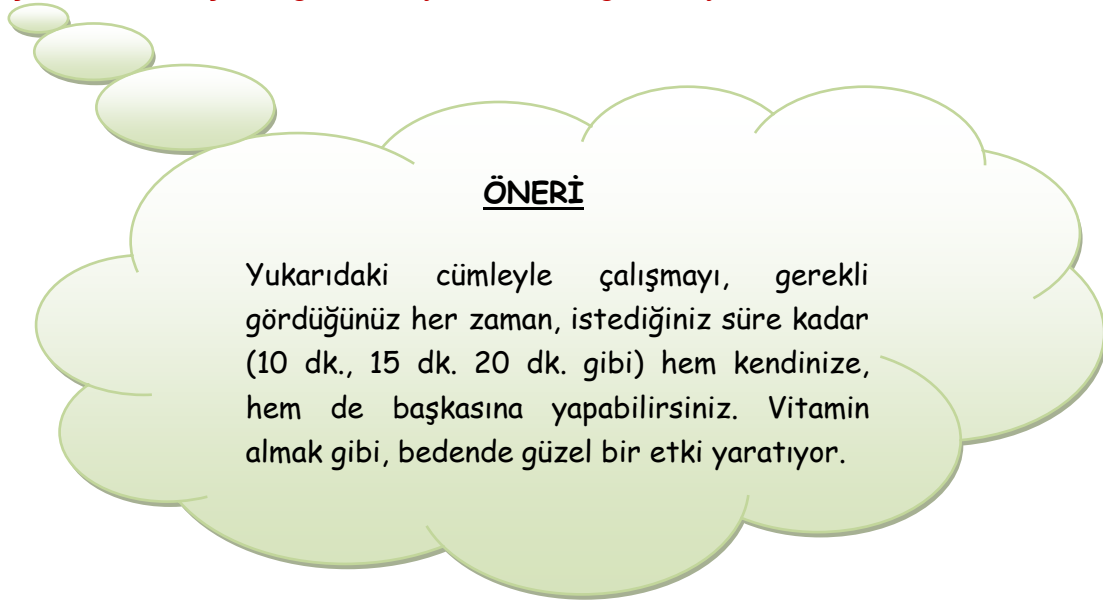 ÖNERİ
Yukarıdaki cümleyle çalışmayı, gerekli
gördüğünüz her zaman, istediğiniz süre kadar
(10 dk., 15 dk. 20 dk. gibi) hem kendinize,
hem de başkasına yapabilirsiniz. Vitamin
almak gibi, bedende güzel bir etki yaratıyor.